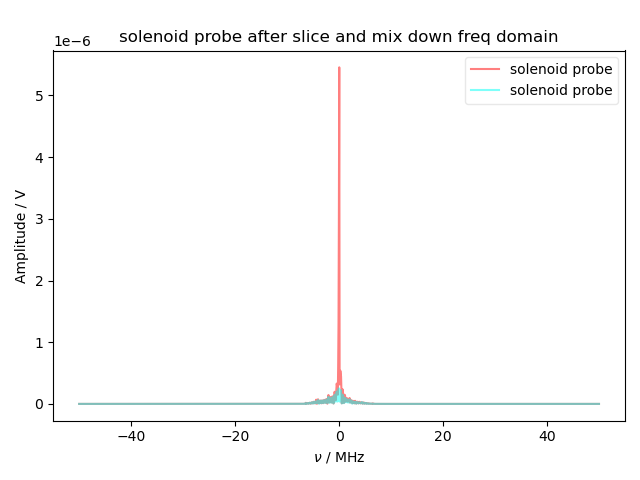 solenoid probe after slice and mix down freq domain
1e−6
solenoid probe
solenoid probe
5
4
3
2
1
0
Amplitude / V
−40
−20
0
20
40
ν / MHz